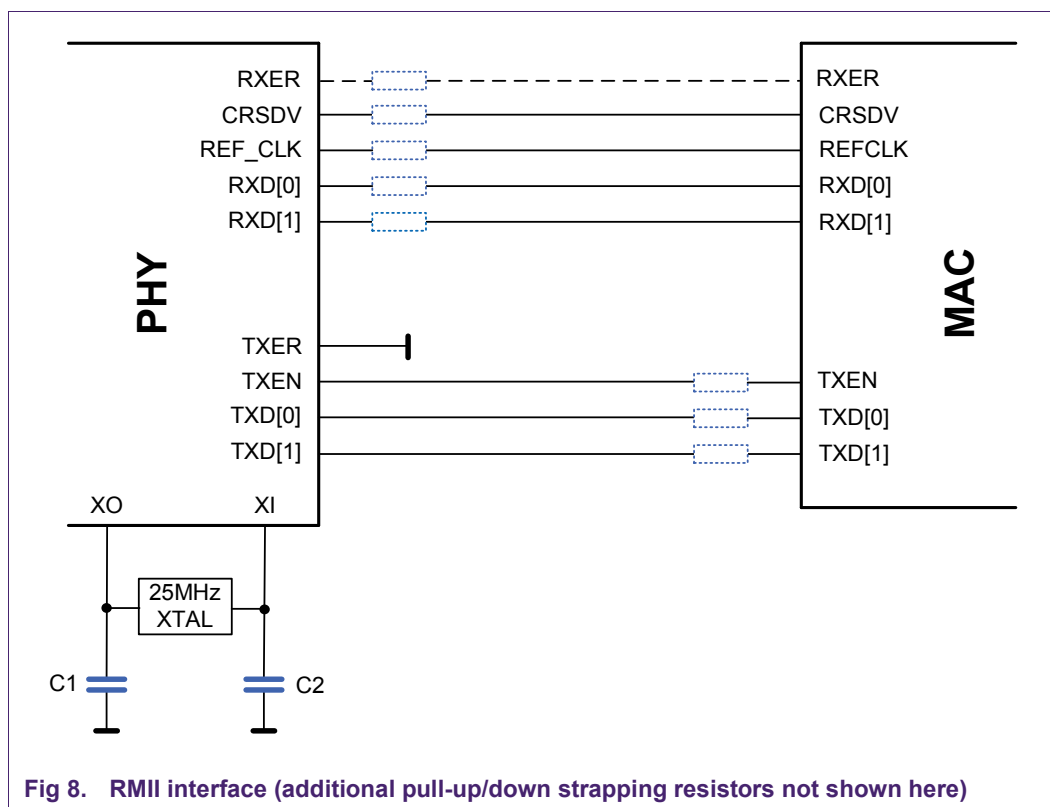 RXER
RXER
CRSDV
CRSDV
REF_CLK
REFCLK
RXD[0]
RXD[0]
RXD[1]
RXD[1]
PHY
MAC
TXER
TXEN
TXEN
TXD[0]
TXD[0]
TXD[1]
TXD[1]
XO
XI
25MHz
XTAL
C1
C2
Fig 8. RMII interface (additional pull-up/down strapping resistors not shown here)